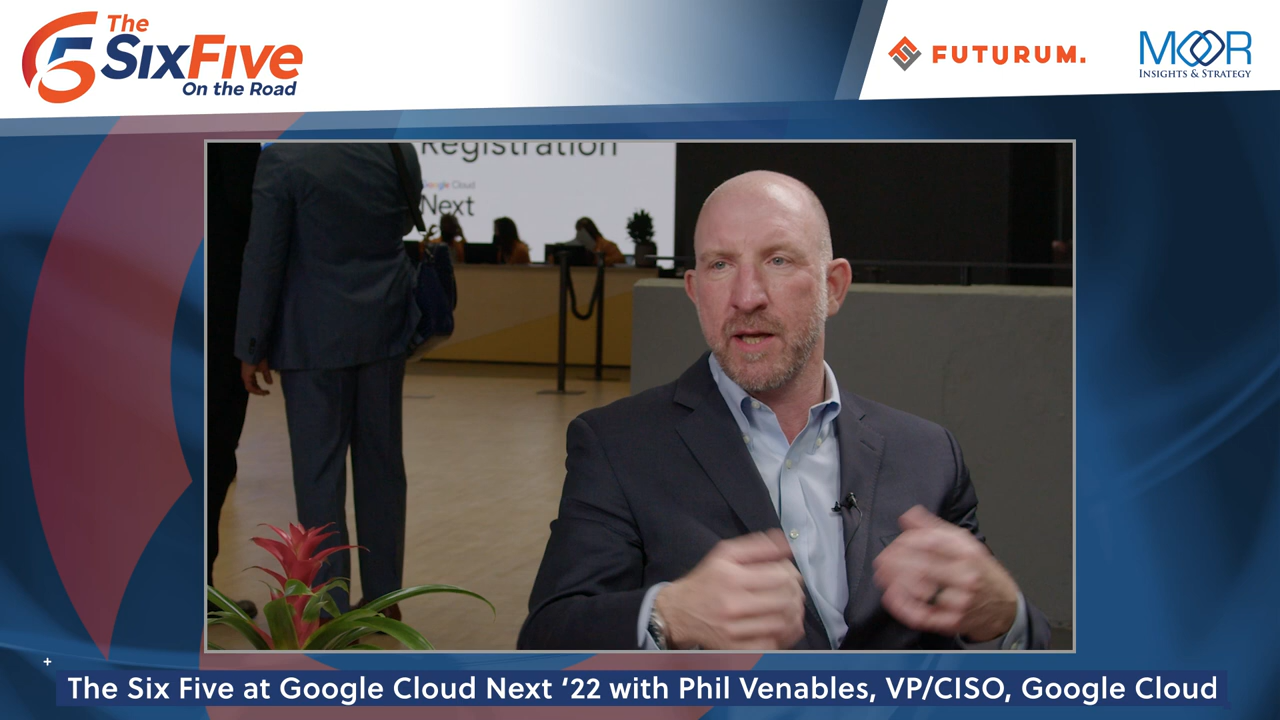 The
SixFive
On the Road
FUTURUM.
MOOR
INSIGHTS & STRATEGY
Registration
Google Cloud
Next
The Six Five at Google Cloud Next ‘22 with Phil Venables, VP/CISO, Google Cloud